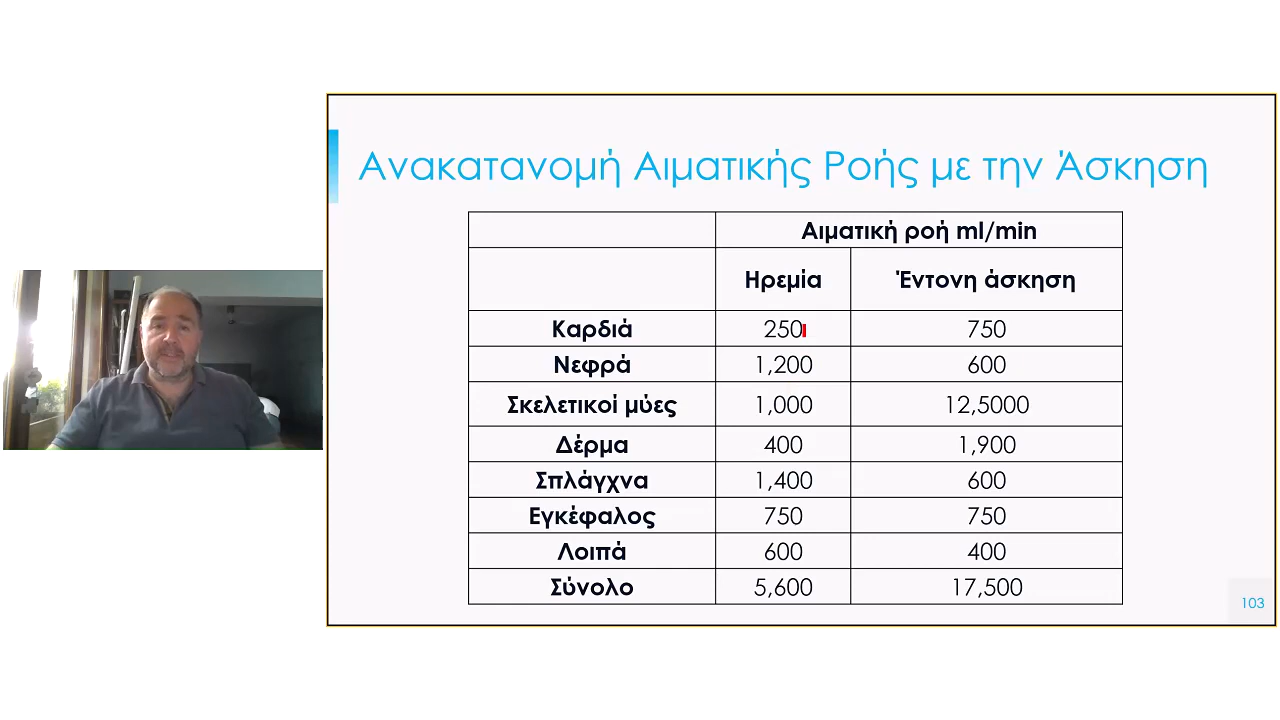 Ανακατανομή Αιματικής Ροής με την Άσκηση
Αιματική ροή ml/min
Ηρεμία Έντονη άσκηση
Καρδιά 250 750
Νεφρά 1,200 600
Σκελετικοί μύες 1,000 12,5000
Δέρμα 400 1,900
Σπλάγχνα 1,400 600
Εγκέφαλος 750 750
Λοιπά 600 400
Σύνολο 5,600 17,500
103